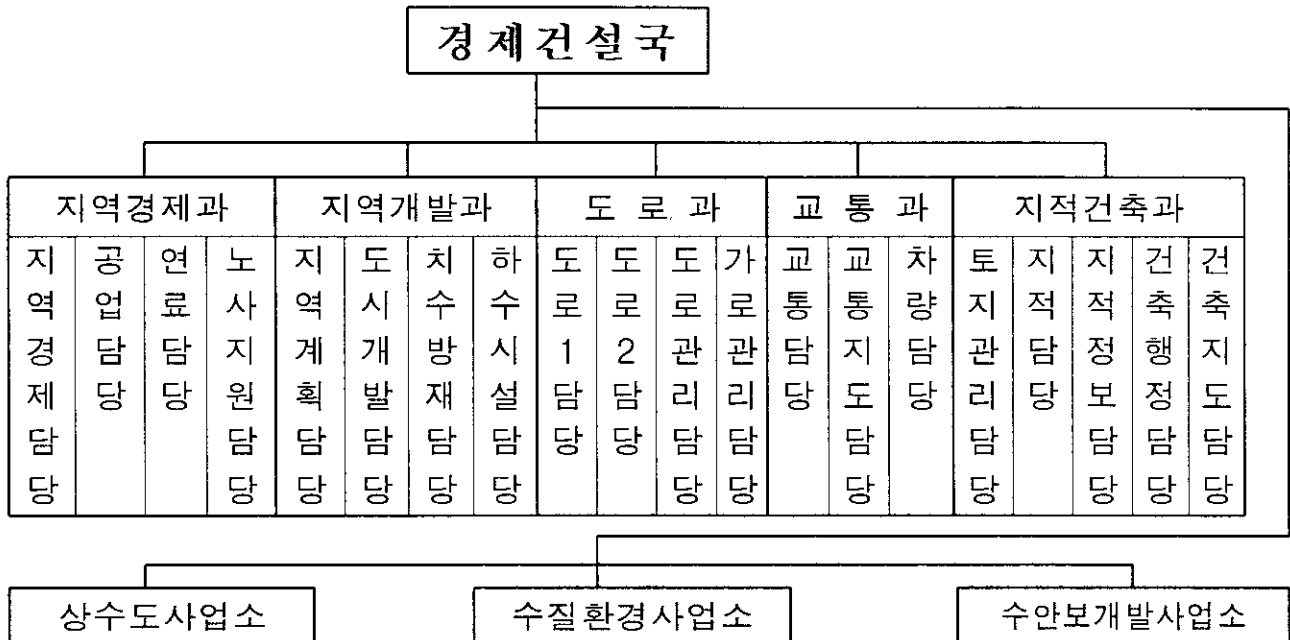 경제건설국
지역경제과
지역개발과
도로과
교통과
지적건축과
지역경제담당
공업담당
연료담당
노사지원담당
지역계획담당
도시개발담당
치수방재담당
하수시설담당
도로1담당
도로2담당
도로관리담당
가로관리담당
교통담당
교통지도담당
차량담당
토지관리담당
지적담당
지적정보담당
건축행정담당
건축지도담당
상수도사업소
수질환경사업소
수안보개발사업소